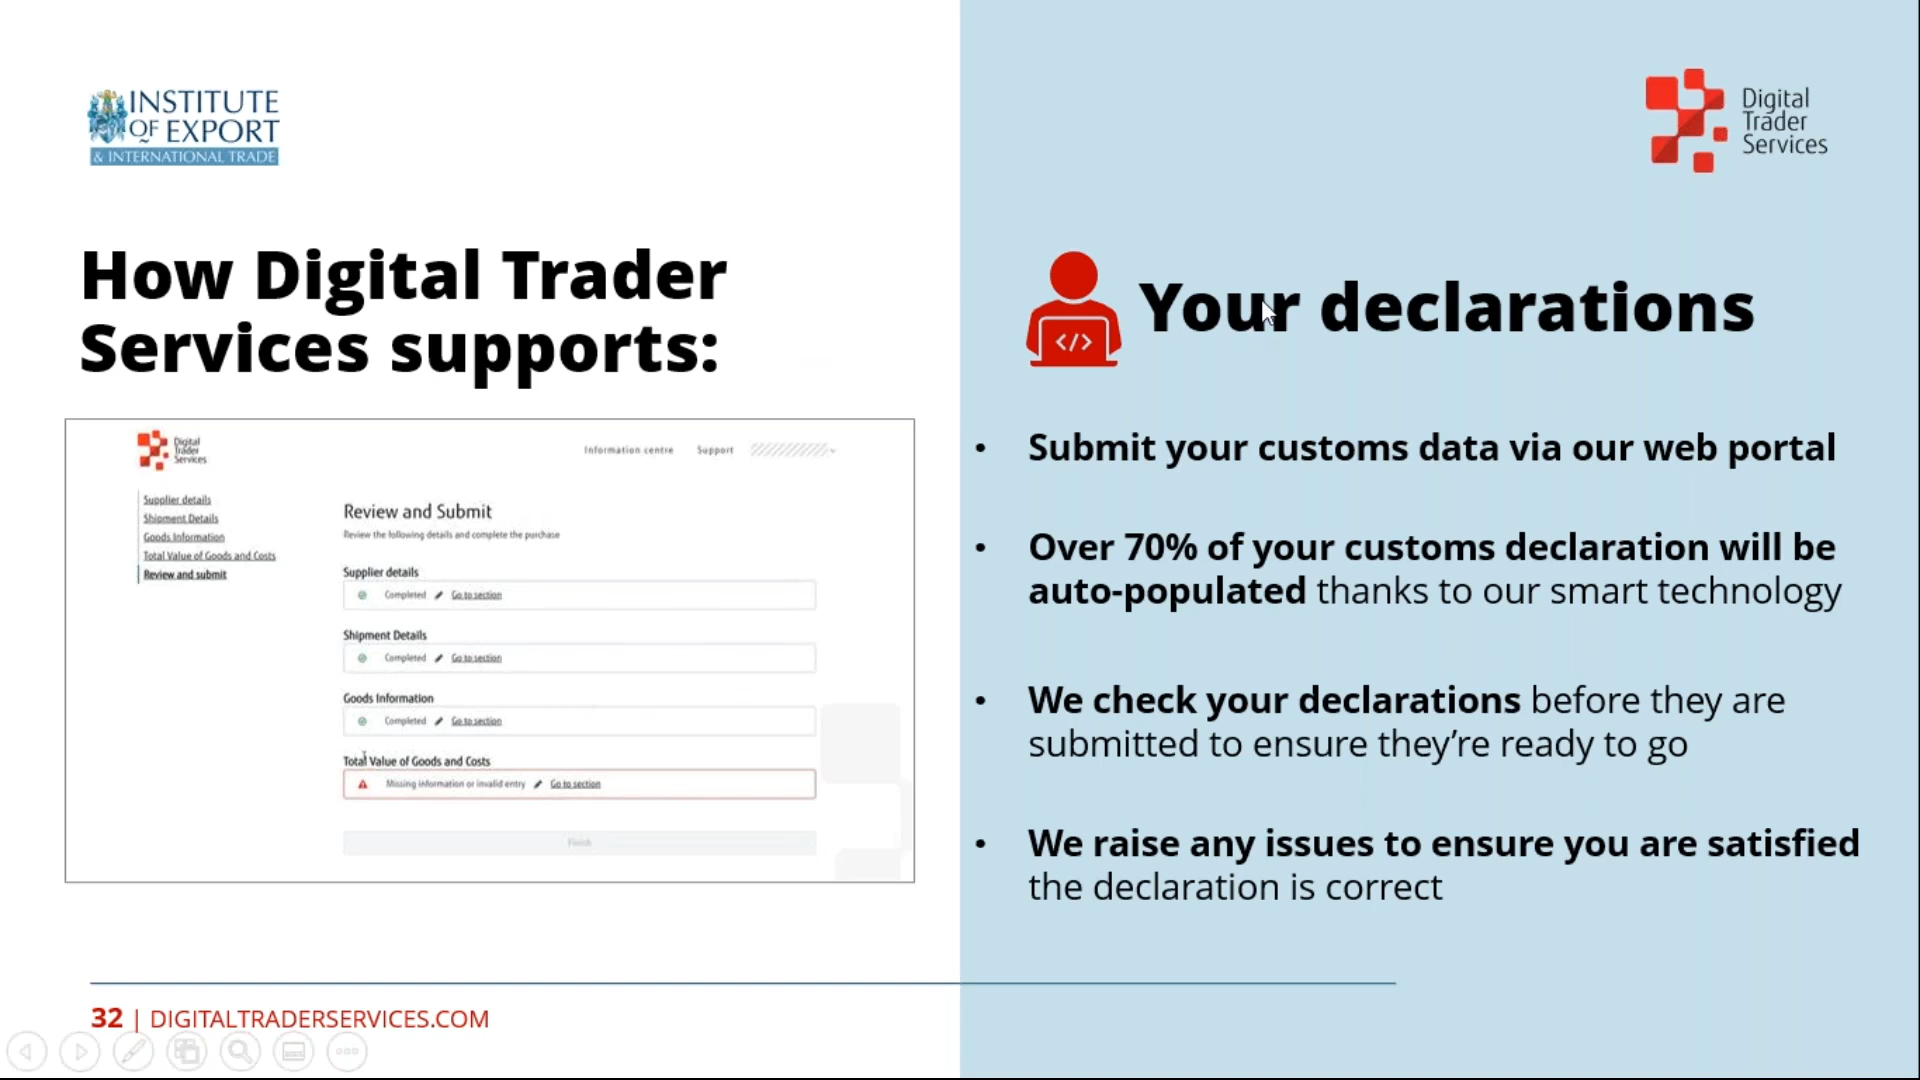 INSTITUTE
OF EXPORT
& INTERNATIONAL TRADE
Digital
Trader
Services
How Digital Trader
Services supports:
Digital
Trader
Services
Information centre
Support
Supplier details
Shipment Details
Goods Information
Total Value of Goods and Costs
Review and submit
Review and Submit
Review the following details and complete the purchase
Supplier details
Completed Go to section
Shipment Details
Completed Go to section
Goods Information
Completed Go to section
Total Value of Goods and Costs
Missing information or invalid entry Go to section
Finish
</> Your declarations
• Submit your customs data via our web portal
• Over 70% of your customs declaration will be
auto-populated thanks to our smart technology
• We check your declarations before they are
submitted to ensure they’re ready to go
• We raise any issues to ensure you are satisfied
the declaration is correct
32 | DIGITALTRADERSERVICES.COM